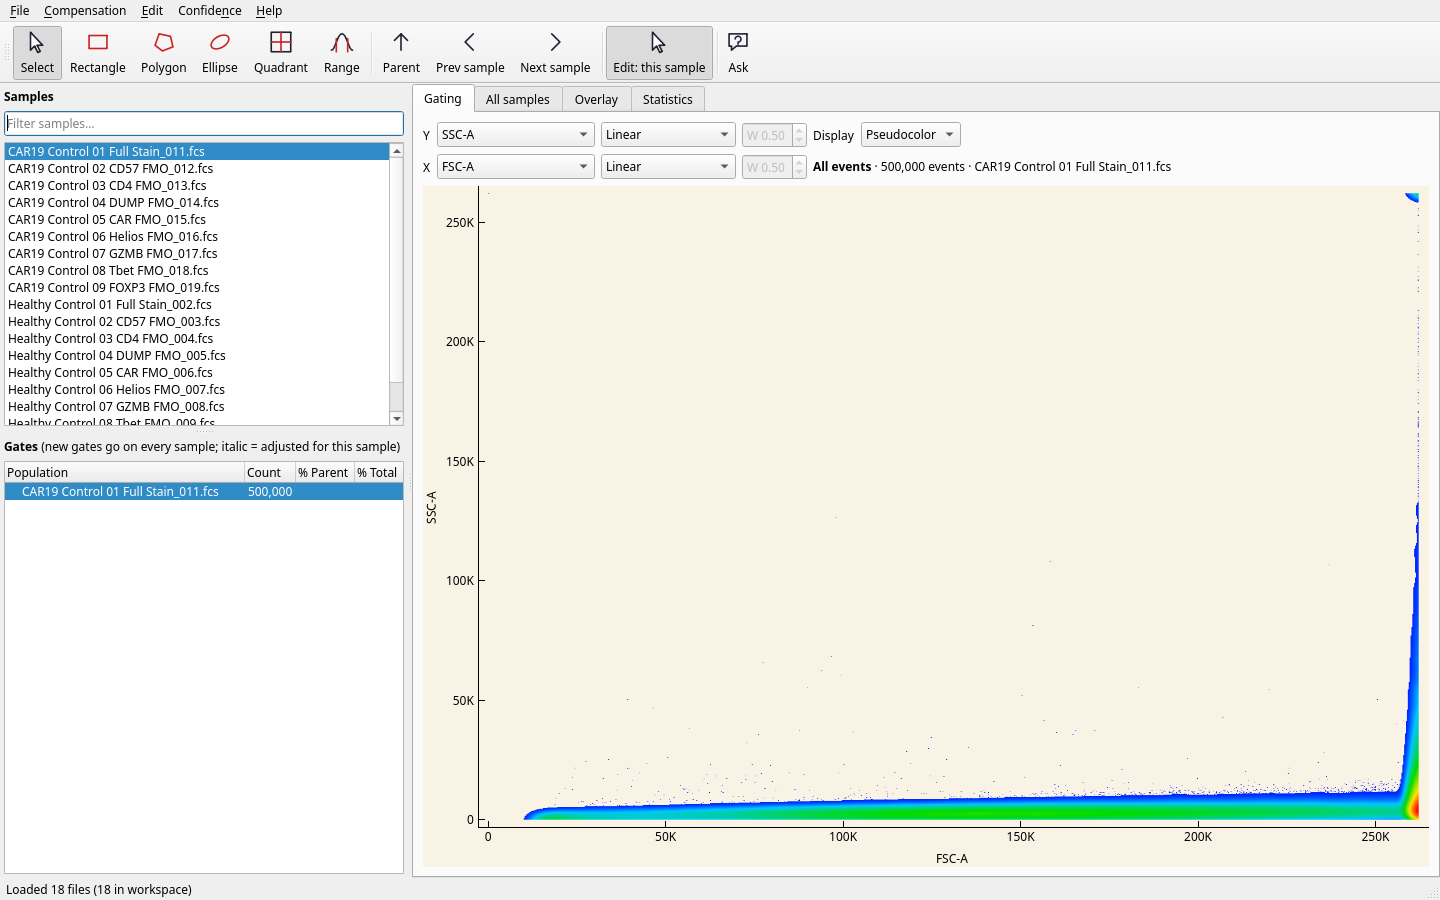 File Compensation Edit Confidence Help
Select Rectangle Polygon Ellipse Quadrant Range Parent Prev sample Next sample Edit: this sample Ask
Samples
Filter samples...
CAR19 Control 01 Full Stain_011.fcs
CAR19 Control 02 CD57 FMO_012.fcs
CAR19 Control 03 CD4 FMO_013.fcs
CAR19 Control 04 DUMP FMO_014.fcs
CAR19 Control 05 CAR FMO_015.fcs
CAR19 Control 06 Helios FMO_016.fcs
CAR19 Control 07 GZMB FMO_017.fcs
CAR19 Control 08 Tbet FMO_018.fcs
CAR19 Control 09 FOXP3 FMO_019.fcs
Healthy Control 01 Full Stain_002.fcs
Healthy Control 02 CD57 FMO_003.fcs
Healthy Control 03 CD4 FMO_004.fcs
Healthy Control 04 DUMP FMO_005.fcs
Healthy Control 05 CAR FMO_006.fcs
Healthy Control 06 Helios FMO_007.fcs
Healthy Control 07 GZMB FMO_008.fcs
Healthy Control 08 Tbet FMO_009.fcs
Gates (new gates go on every sample; italic = adjusted for this sample)
Population Count % Parent % Total
CAR19 Control 01 Full Stain_011.fcs 500,000
Gating All samples Overlay Statistics
Y SSC-A Linear W 0.50 Display Pseudocolor
X FSC-A Linear W 0.50 All events · 500,000 events · CAR19 Control 01 Full Stain_011.fcs
250K
200K
150K
100K
50K
0
SSC-A
0 50K 100K 150K 200K 250K
FSC-A
Loaded 18 files (18 in workspace)